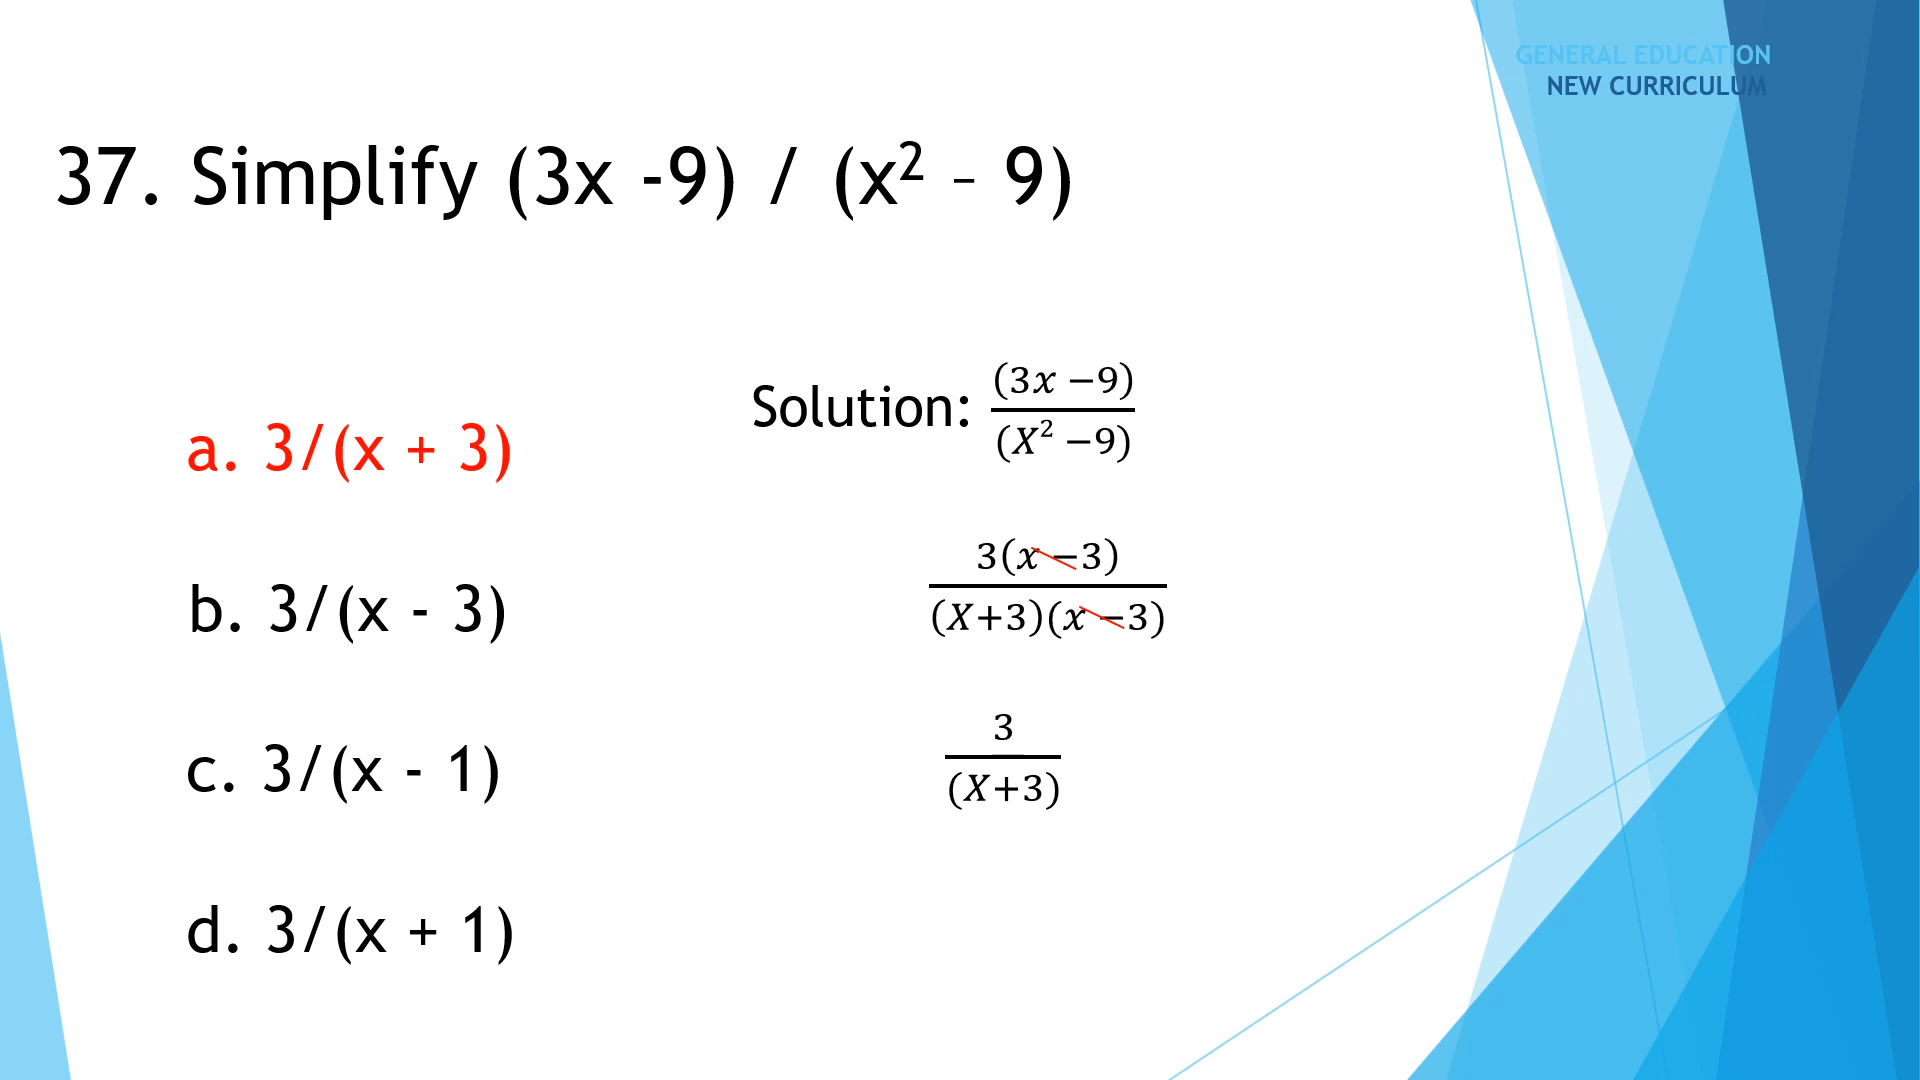 GENERAL EDUCATION
NEW CURRICULUM
37. Simplify (3x -9) / (x² – 9)
a. 3/(x + 3)
b. 3/(x - 3)
c. 3/(x - 1)
d. 3/(x + 1)
Solution: (3x −9)/(X² −9)
3(x −3)/(X+3)(x −3)
3/(X+3)